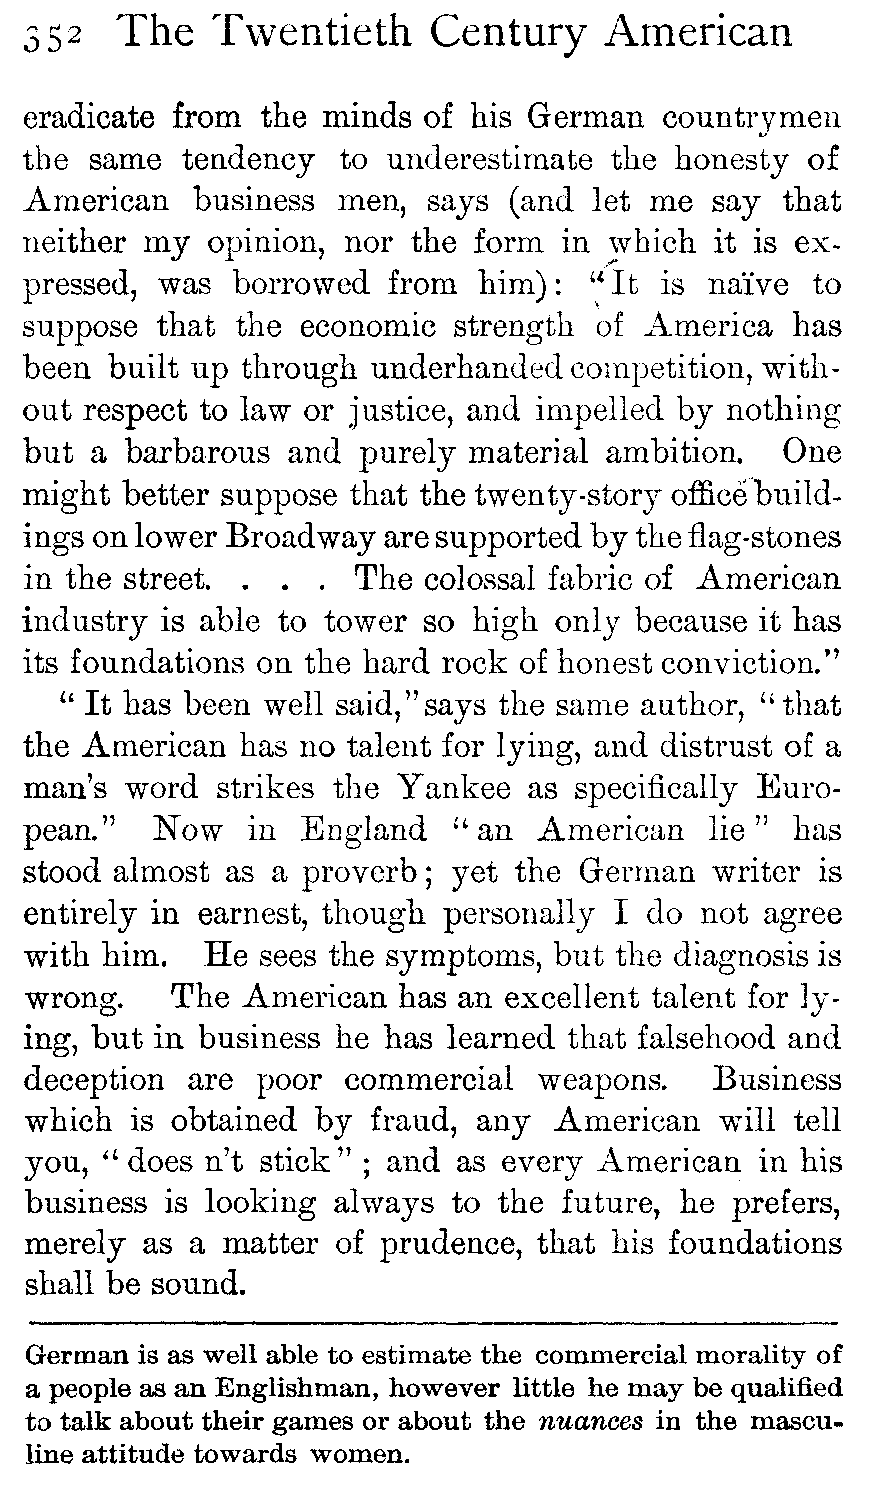 352 The Twentieth Century American
eradicate from the minds of his German countrymen
the same tendency to underestimate the honesty of
American business men, says (and let me say that
neither my opinion, nor the form in which it is ex-
pressed, was borrowed from him): “It is naïve to
suppose that the economic strength of America has
been built up through underhanded competition, with-
out respect to law or justice, and impelled by nothing
but a barbarous and purely material ambition. One
might better suppose that the twenty-story office build-
ings on lower Broadway are supported by the flag-stones
in the street. . . . The colossal fabric of American
industry is able to tower so high only because it has
its foundations on the hard rock of honest conviction.”
“ It has been well said,” says the same author, “ that
the American has no talent for lying, and distrust of a
man’s word strikes the Yankee as specifically Euro-
pean.” Now in England “ an American lie ” has
stood almost as a proverb; yet the German writer is
entirely in earnest, though personally I do not agree
with him. He sees the symptoms, but the diagnosis is
wrong. The American has an excellent talent for ly-
ing, but in business he has learned that falsehood and
deception are poor commercial weapons. Business
which is obtained by fraud, any American will tell
you, “ does n’t stick ” ; and as every American in his
business is looking always to the future, he prefers,
merely as a matter of prudence, that his foundations
shall be sound.
German is as well able to estimate the commercial morality of
a people as an Englishman, however little he may be qualified
to talk about their games or about the nuances in the mascu-
line attitude towards women.